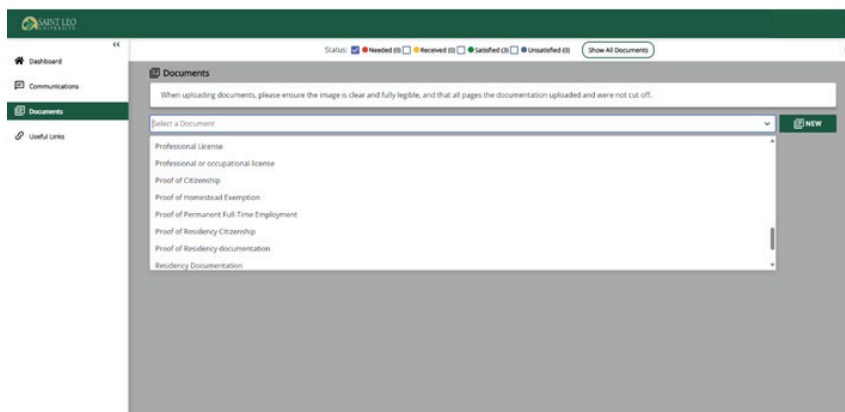 SAINT LEO
UNIVERSITY
<<
Dashboard
Communications
Documents
Useful Links
Status: Needed (0) Received (0) Satisfied (3) Unsatisfied (0) Show All Documents
Documents
When uploading documents, please ensure the image is clear and fully legible, and that all pages the documentation uploaded and were not cut off.
Select a Document
NEW
Professional License
Professional or occupational license
Proof of Citizenship
Proof of Homestead Exemption
Proof of Permanent Full-Time Employment
Proof of Residency Citizenship
Proof of Residency documentation
Residency Documentation